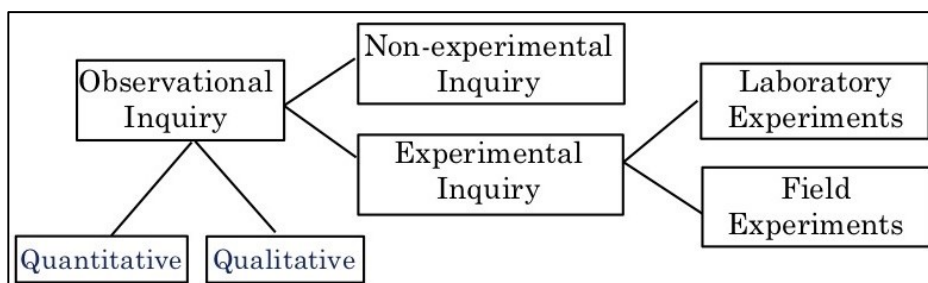 Observational
Inquiry
Non-experimental
Inquiry
Experimental
Inquiry
Laboratory
Experiments
Field
Experiments
Quantitative
Qualitative